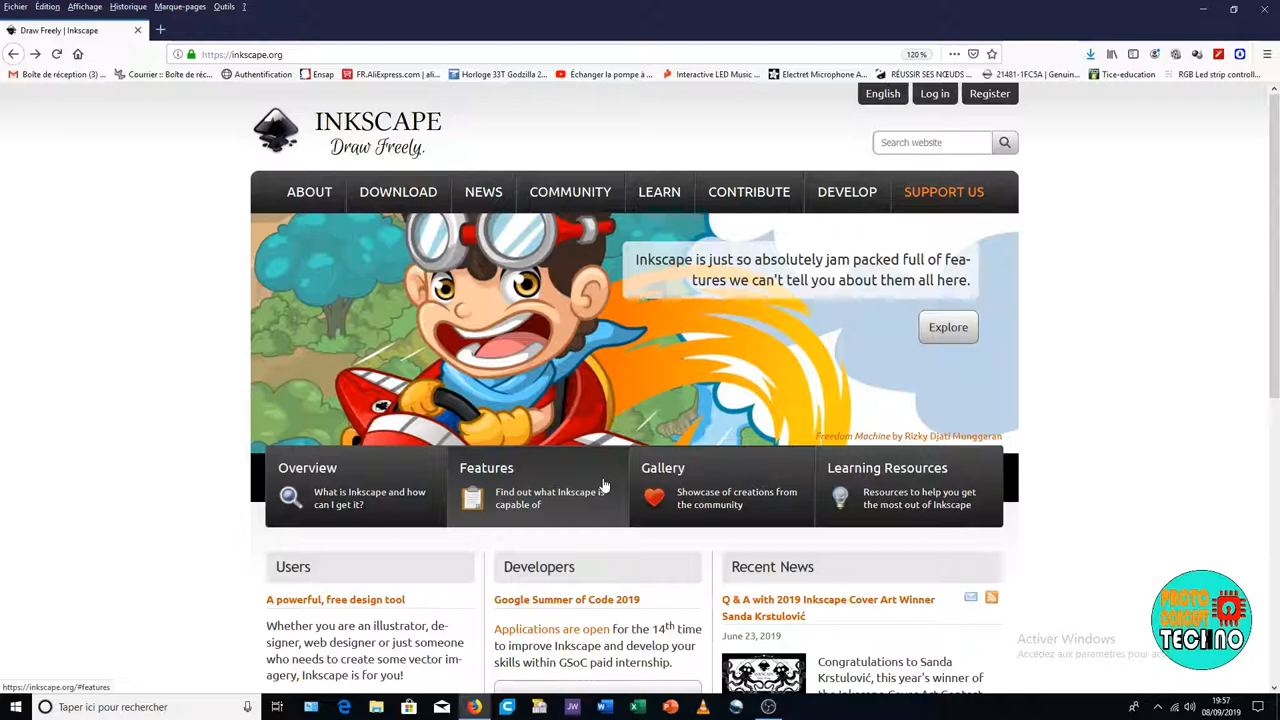 Fichier Édition Affichage Historique Marque-pages Outils ?
Draw Freely | Inkscape
https://inkscape.org
120 %
Boîte de réception (3) ...
Courrier :: Boîte de réc...
Authentification
Ensap
FR.AliExpress.com | ali...
Horloge 33T Godzilla 2...
Échanger la pompe à ...
Interactive LED Music ...
Electret Microphone A...
RÉUSSIR SES NŒUDS ...
21481-1FC5A | Genuin...
Tice-education
RGB Led strip controll...
English Log in Register
INKSCAPE
Draw Freely.
Search website
ABOUT DOWNLOAD NEWS COMMUNITY LEARN CONTRIBUTE DEVELOP SUPPORT US
Inkscape is just so absolutely jam packed full of fea-
tures we can't tell you about them all here.
Explore
Freedom Machine by Rizky Djati Munggaran
Overview
What is Inkscape and how
can I get it?
Features
Find out what Inkscape is
capable of
Gallery
Showcase of creations from
the community
Learning Resources
Resources to help you get
the most out of Inkscape
Users
A powerful, free design tool
Whether you are an illustrator, de-
signer, web designer or just someone
who needs to create some vector im-
agery, Inkscape is for you!
Developers
Google Summer of Code 2019
Applications are open for the 14th time
to improve Inkscape and develop your
skills within GSoC paid internship.
Recent News
Q & A with 2019 Inkscape Cover Art Winner
Sanda Krstulović
June 23, 2019
Congratulations to Sanda
Krstulović, this year's winner of
PROTO
CONCEPT
TECHNO
Activer Windows
Accédez aux paramètres pour
https://inkscape.org/#features
Taper ici pour rechercher
19:57
08/09/2019